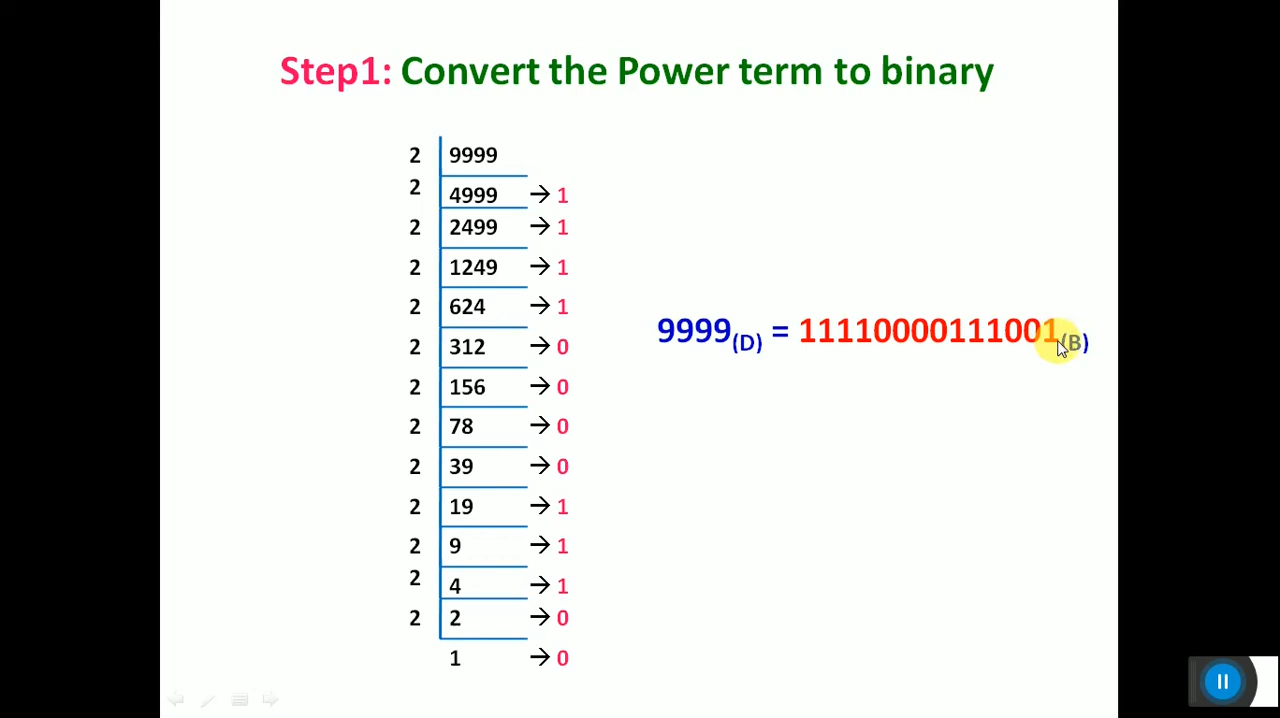 Step1: Convert the Power term to binary
2 9999
2 4999 → 1
2 2499 → 1
2 1249 → 1
2 624 → 1
2 312 → 0
2 156 → 0
2 78 → 0
2 39 → 0
2 19 → 1
2 9 → 1
2 4 → 1
2 2 → 0
1 → 0
9999(D) = 11110000111001(B)